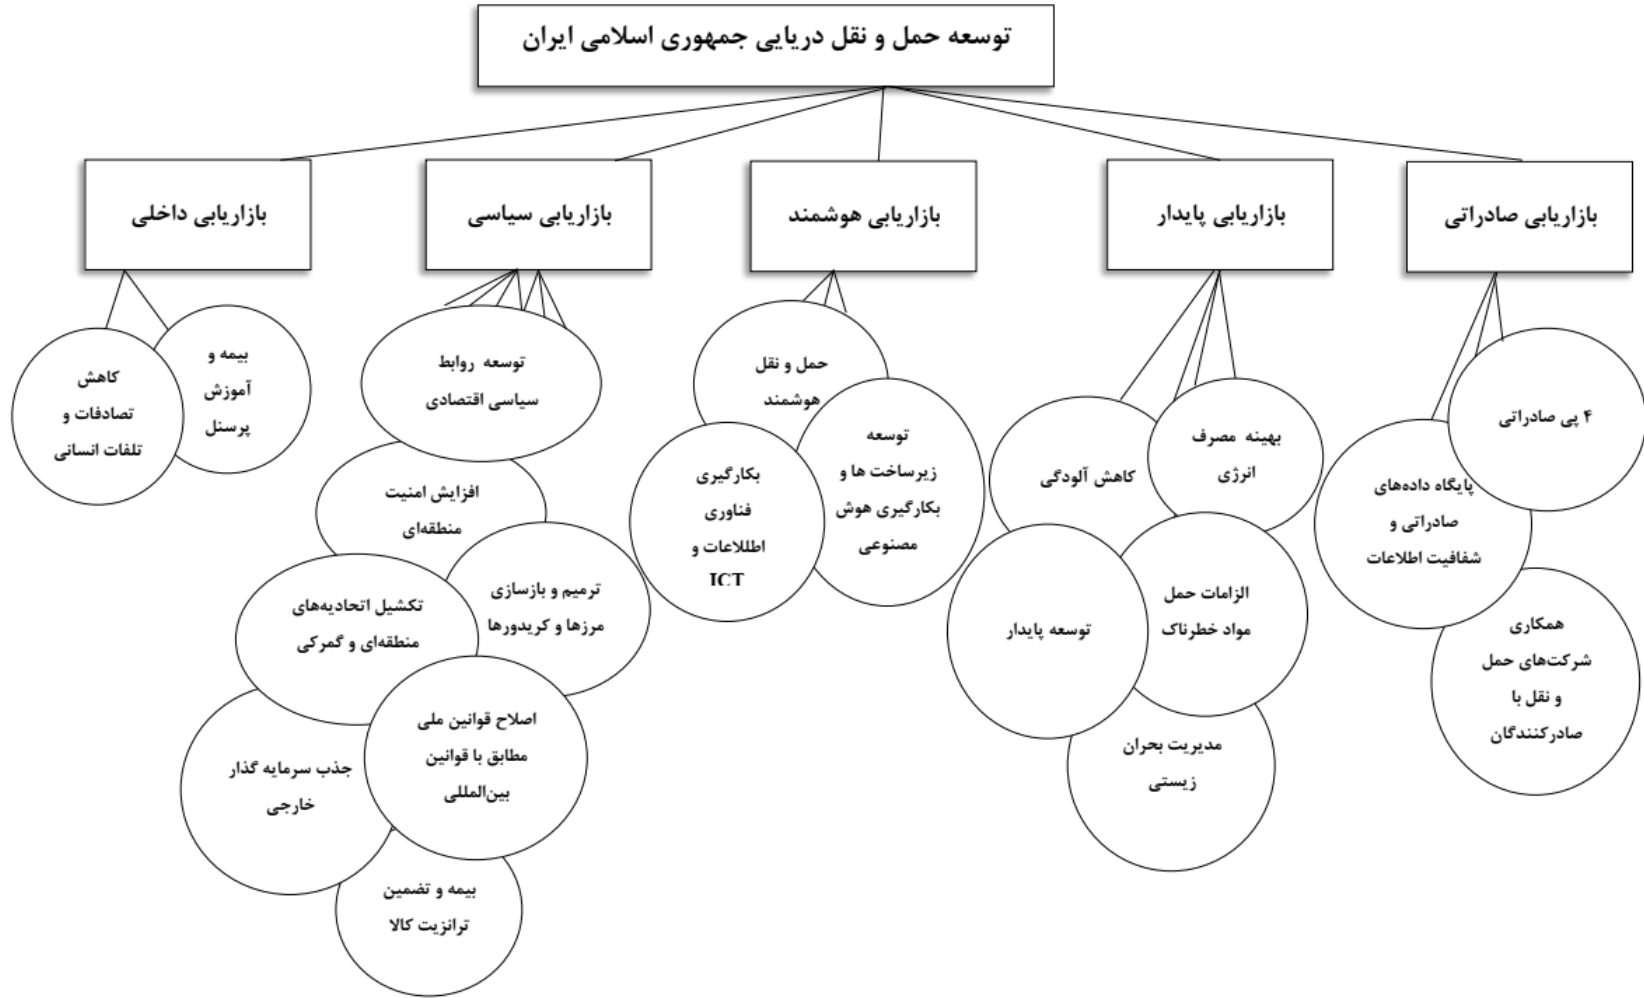 توسعه حمل و نقل دریایی جمهوری اسلامی ایران
بازاریابی صادراتی
بازاریابی پایدار
بازاریابی هوشمند
بازاریابی سیاسی
بازاریابی داخلی
۴ پی صادراتی
پایگاه داده‌های
صادراتی و
شفافیت اطلاعات
همکاری
شرکت‌های حمل
و نقل با
صادرکنندگان
بهینه مصرف
انرژی
کاهش آلودگی
الزامات حمل
مواد خطرناک
توسعه پایدار
مدیریت بحران
زیستی
حمل و نقل
هوشمند
توسعه
زیرساخت ها و
بکارگیری هوش
مصنوعی
بکارگیری
فناوری
اطللاعات و
ICT
توسعه روابط
سیاسی اقتصادی
افزایش امنیت
منطقه‌ای
ترمیم و بازسازی
مرزها و کریدورها
تکشیل اتحادیه‌های
منطقه‌ای و گمرکی
اصلاح قوانین ملی
مطابق با قوانین
بین‌المللی
جذب سرمایه گذار
خارجی
بیمه و تضمین
ترانزیت کالا
بیمه و
آموزش
پرسنل
کاهش
تصادفات و
تلفات انسانی